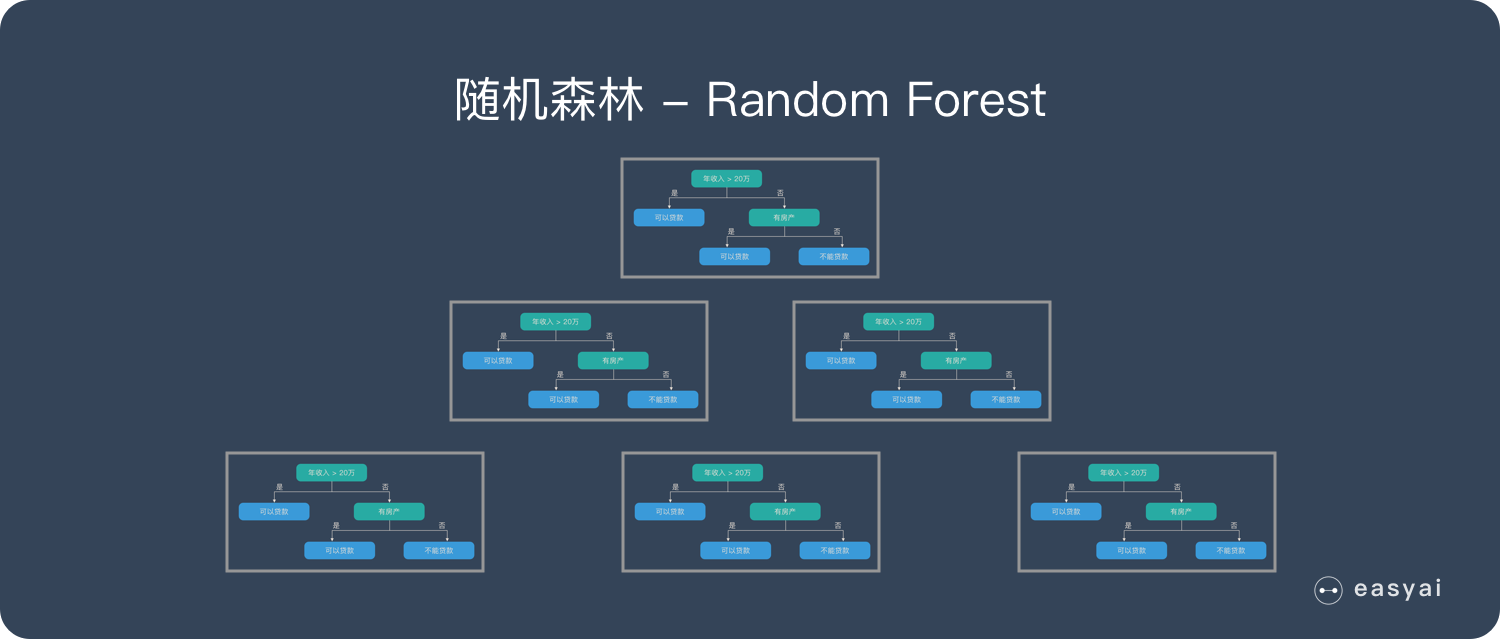 随机森林 – Random Forest
年收入 > 20万
是 否
可以贷款 有房产
是 否
可以贷款 不能贷款
年收入 > 20万
是 否
可以贷款 有房产
是 否
可以贷款 不能贷款
年收入 > 20万
是 否
可以贷款 有房产
是 否
可以贷款 不能贷款
年收入 > 20万
是 否
可以贷款 有房产
是 否
可以贷款 不能贷款
年收入 > 20万
是 否
可以贷款 有房产
是 否
可以贷款 不能贷款
年收入 > 20万
是 否
可以贷款 有房产
是 否
可以贷款 不能贷款
easyai